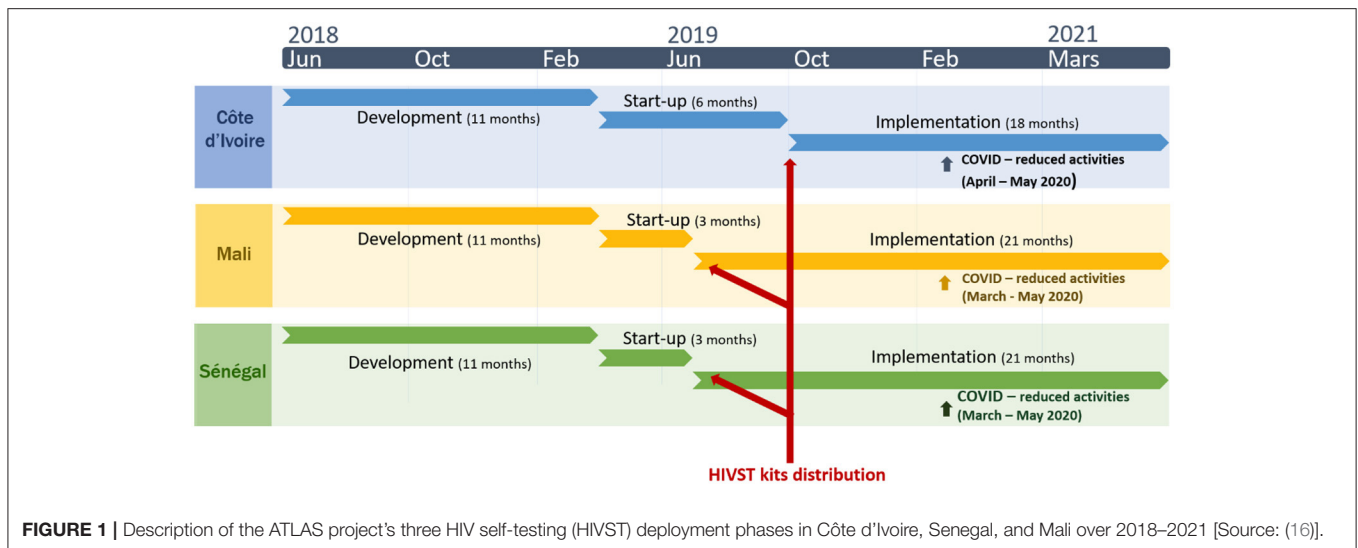 2018 2019 2021
Jun Oct Feb Jun Oct Feb Mars
Côte
d'Ivoire
Development (11 months)
Start-up (6 months)
Implementation (18 months)
COVID – reduced activities
(April – May 2020)
Mali
Development (11 months)
Start-up (3 months)
Implementation (21 months)
COVID – reduced activities
(March - May 2020)
Sénégal
Development (11 months)
Start-up (3 months)
Implementation (21 months)
COVID – reduced activities
(March – May 2020)
HIVST kits distribution
FIGURE 1 | Description of the ATLAS project's three HIV self-testing (HIVST) deployment phases in Côte d'Ivoire, Senegal, and Mali over 2018–2021 [Source: (16)].